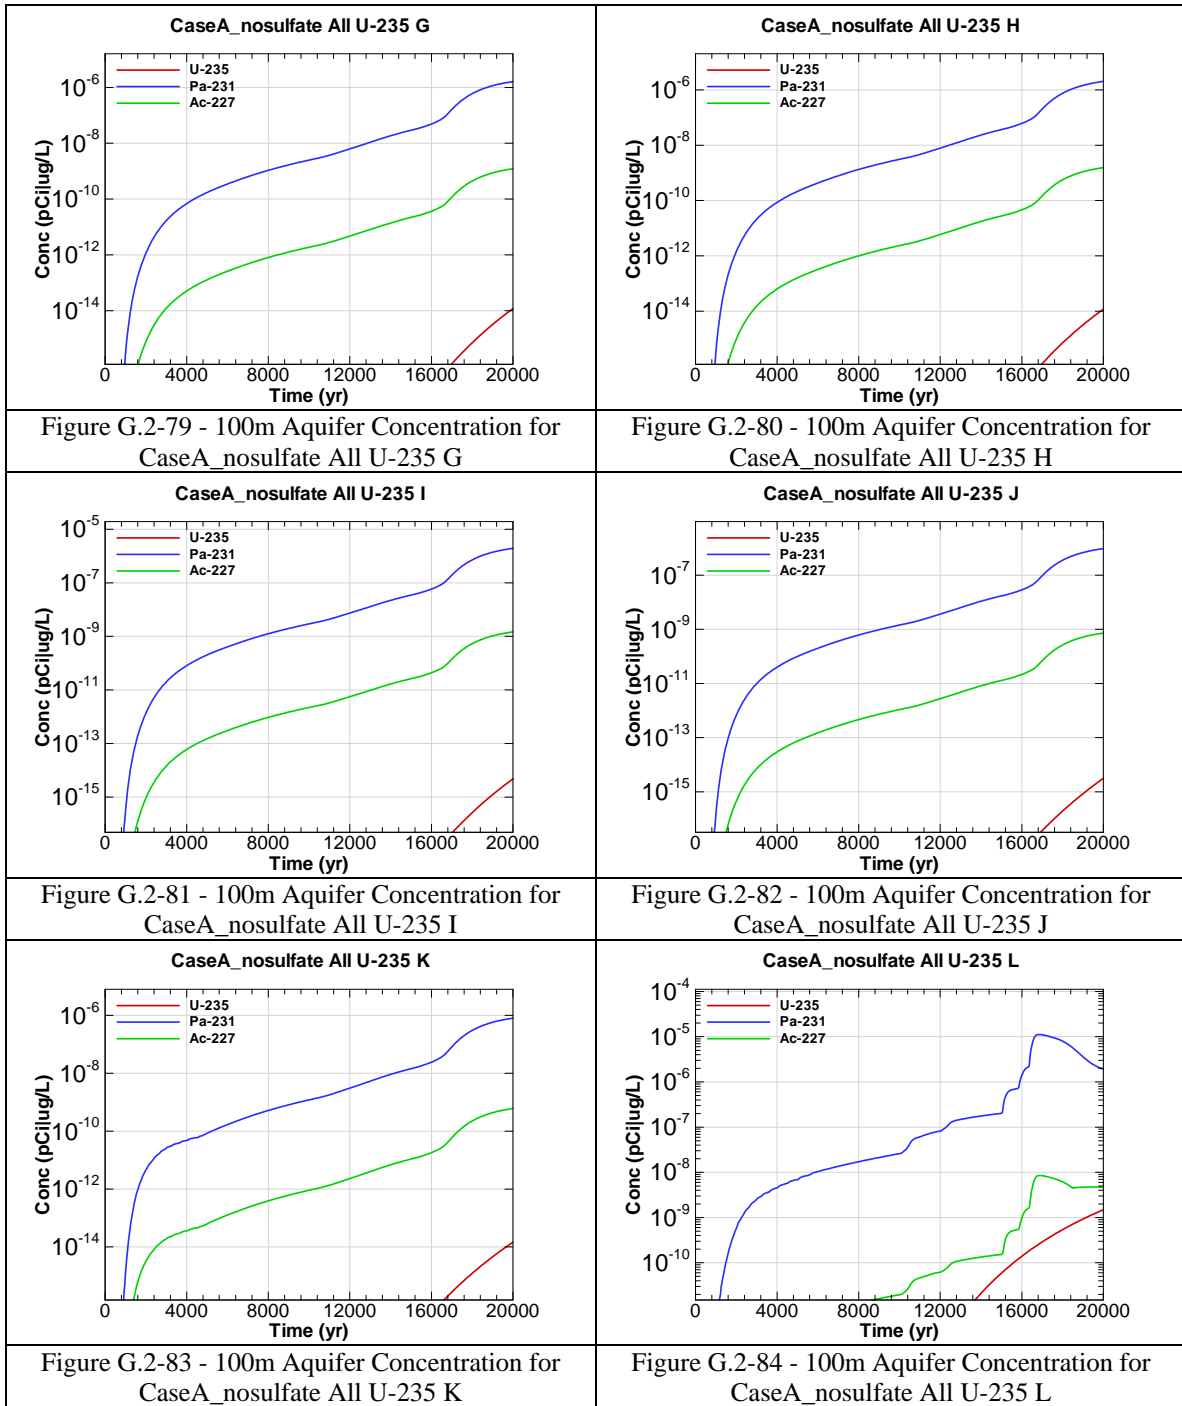 CaseA_nosulfate All U-235 G
U-235
Pa-231
Ac-227
10-6
10-8
10-10
10-12
10-14
Conc (pCi|ug/L)
0 4000 8000 12000 16000 20000
Time (yr)
Figure G.2-79 - 100m Aquifer Concentration for
CaseA_nosulfate All U-235 G
CaseA_nosulfate All U-235 H
U-235
Pa-231
Ac-227
10-6
10-8
10-10
10-12
10-14
Conc (pCi|ug/L)
0 4000 8000 12000 16000 20000
Time (yr)
Figure G.2-80 - 100m Aquifer Concentration for
CaseA_nosulfate All U-235 H
CaseA_nosulfate All U-235 I
U-235
Pa-231
Ac-227
10-5
10-7
10-9
10-11
10-13
10-15
Conc (pCi|ug/L)
0 4000 8000 12000 16000 20000
Time (yr)
Figure G.2-81 - 100m Aquifer Concentration for
CaseA_nosulfate All U-235 I
CaseA_nosulfate All U-235 J
U-235
Pa-231
Ac-227
10-7
10-9
10-11
10-13
10-15
Conc (pCi|ug/L)
0 4000 8000 12000 16000 20000
Time (yr)
Figure G.2-82 - 100m Aquifer Concentration for
CaseA_nosulfate All U-235 J
CaseA_nosulfate All U-235 K
U-235
Pa-231
Ac-227
10-6
10-8
10-10
10-12
10-14
Conc (pCi|ug/L)
0 4000 8000 12000 16000 20000
Time (yr)
Figure G.2-83 - 100m Aquifer Concentration for
CaseA_nosulfate All U-235 K
CaseA_nosulfate All U-235 L
U-235
Pa-231
Ac-227
10-4
10-5
10-6
10-7
10-8
10-9
10-10
Conc (pCi|ug/L)
0 4000 8000 12000 16000 20000
Time (yr)
Figure G.2-84 - 100m Aquifer Concentration for
CaseA_nosulfate All U-235 L